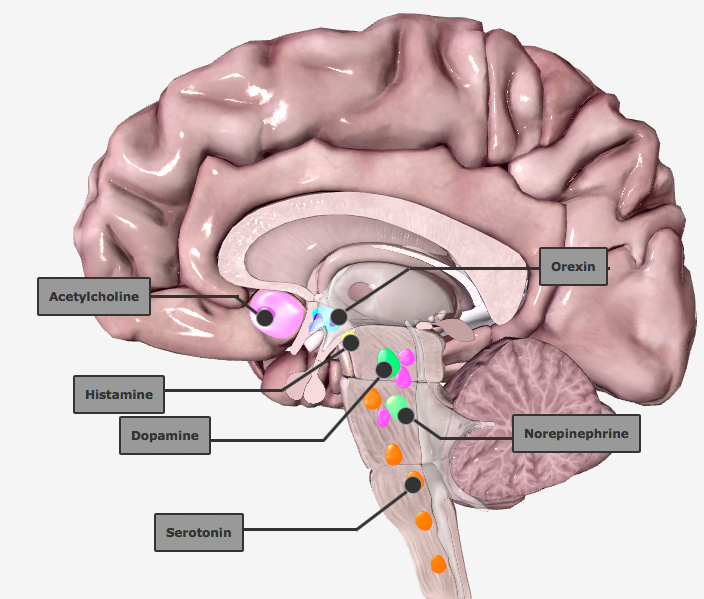 Orexin
Acetylcholine
Histamine
Dopamine
Norepinephrine
Serotonin